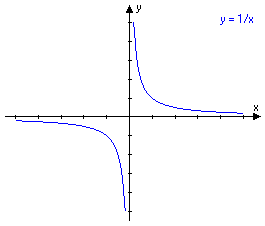 y
y = 1/x
x